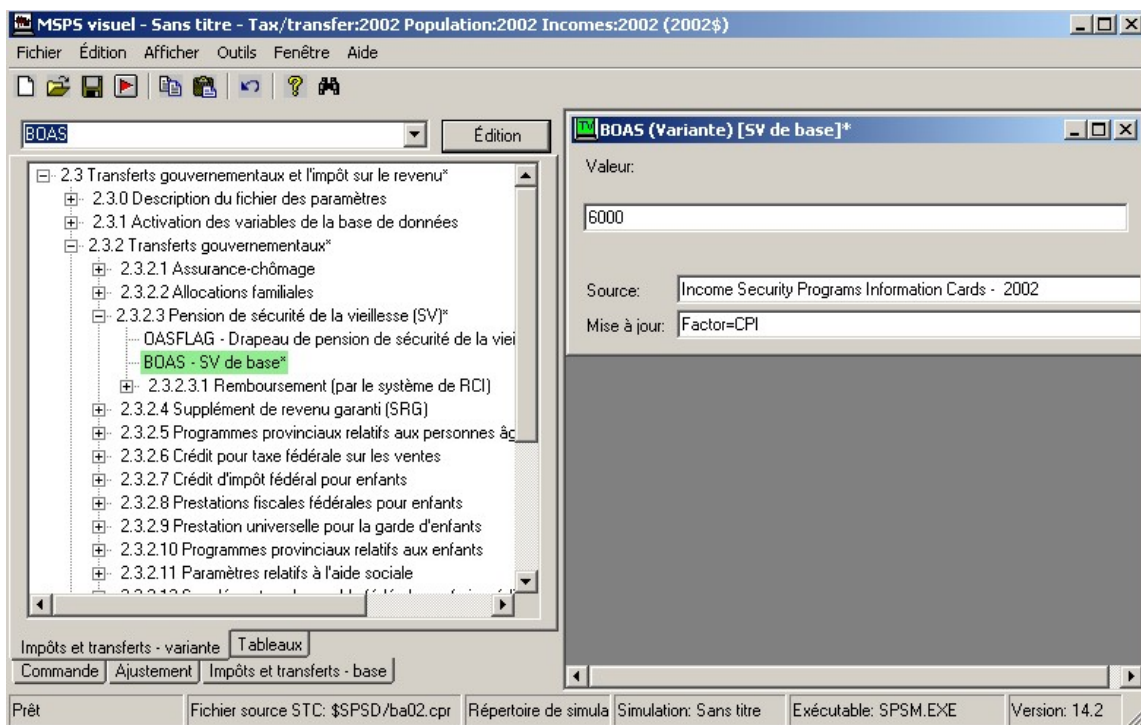 MSPS visuel - Sans titre - Tax/transfer:2002 Population:2002 Incomes:2002 (2002$)
Fichier Édition Afficher Outils Fenêtre Aide
BOAS
Édition
2.3 Transferts gouvernementaux et l'impôt sur le revenu*
2.3.0 Description du fichier des paramètres
2.3.1 Activation des variables de la base de données
2.3.2 Transferts gouvernementaux*
2.3.2.1 Assurance-chômage
2.3.2.2 Allocations familiales
2.3.2.3 Pension de sécurité de la vieillesse (SV)*
OASFLAG - Drapeau de pension de sécurité de la viei
BOAS - SV de base*
2.3.2.3.1 Remboursement (par le système de RCI)
2.3.2.4 Supplément de revenu garanti (SRG)
2.3.2.5 Programmes provinciaux relatifs aux personnes âg
2.3.2.6 Crédit pour taxe fédérale sur les ventes
2.3.2.7 Crédit d'impôt fédéral pour enfants
2.3.2.8 Prestations fiscales fédérales pour enfants
2.3.2.9 Prestation universelle pour la garde d'enfants
2.3.2.10 Programmes provinciaux relatifs aux enfants
2.3.2.11 Paramètres relatifs à l'aide sociale
Impôts et transferts - variante Tableaux
Commande Ajustement Impôts et transferts - base
TV BOAS (Variante) [SV de base]*
Valeur:
6000
Source: Income Security Programs Information Cards - 2002
Mise à jour: Factor=CPI
Prêt Fichier source STC: $SPSD/ba02.cpr Répertoire de simula Simulation: Sans titre Exécutable: SPSM.EXE Version: 14.2